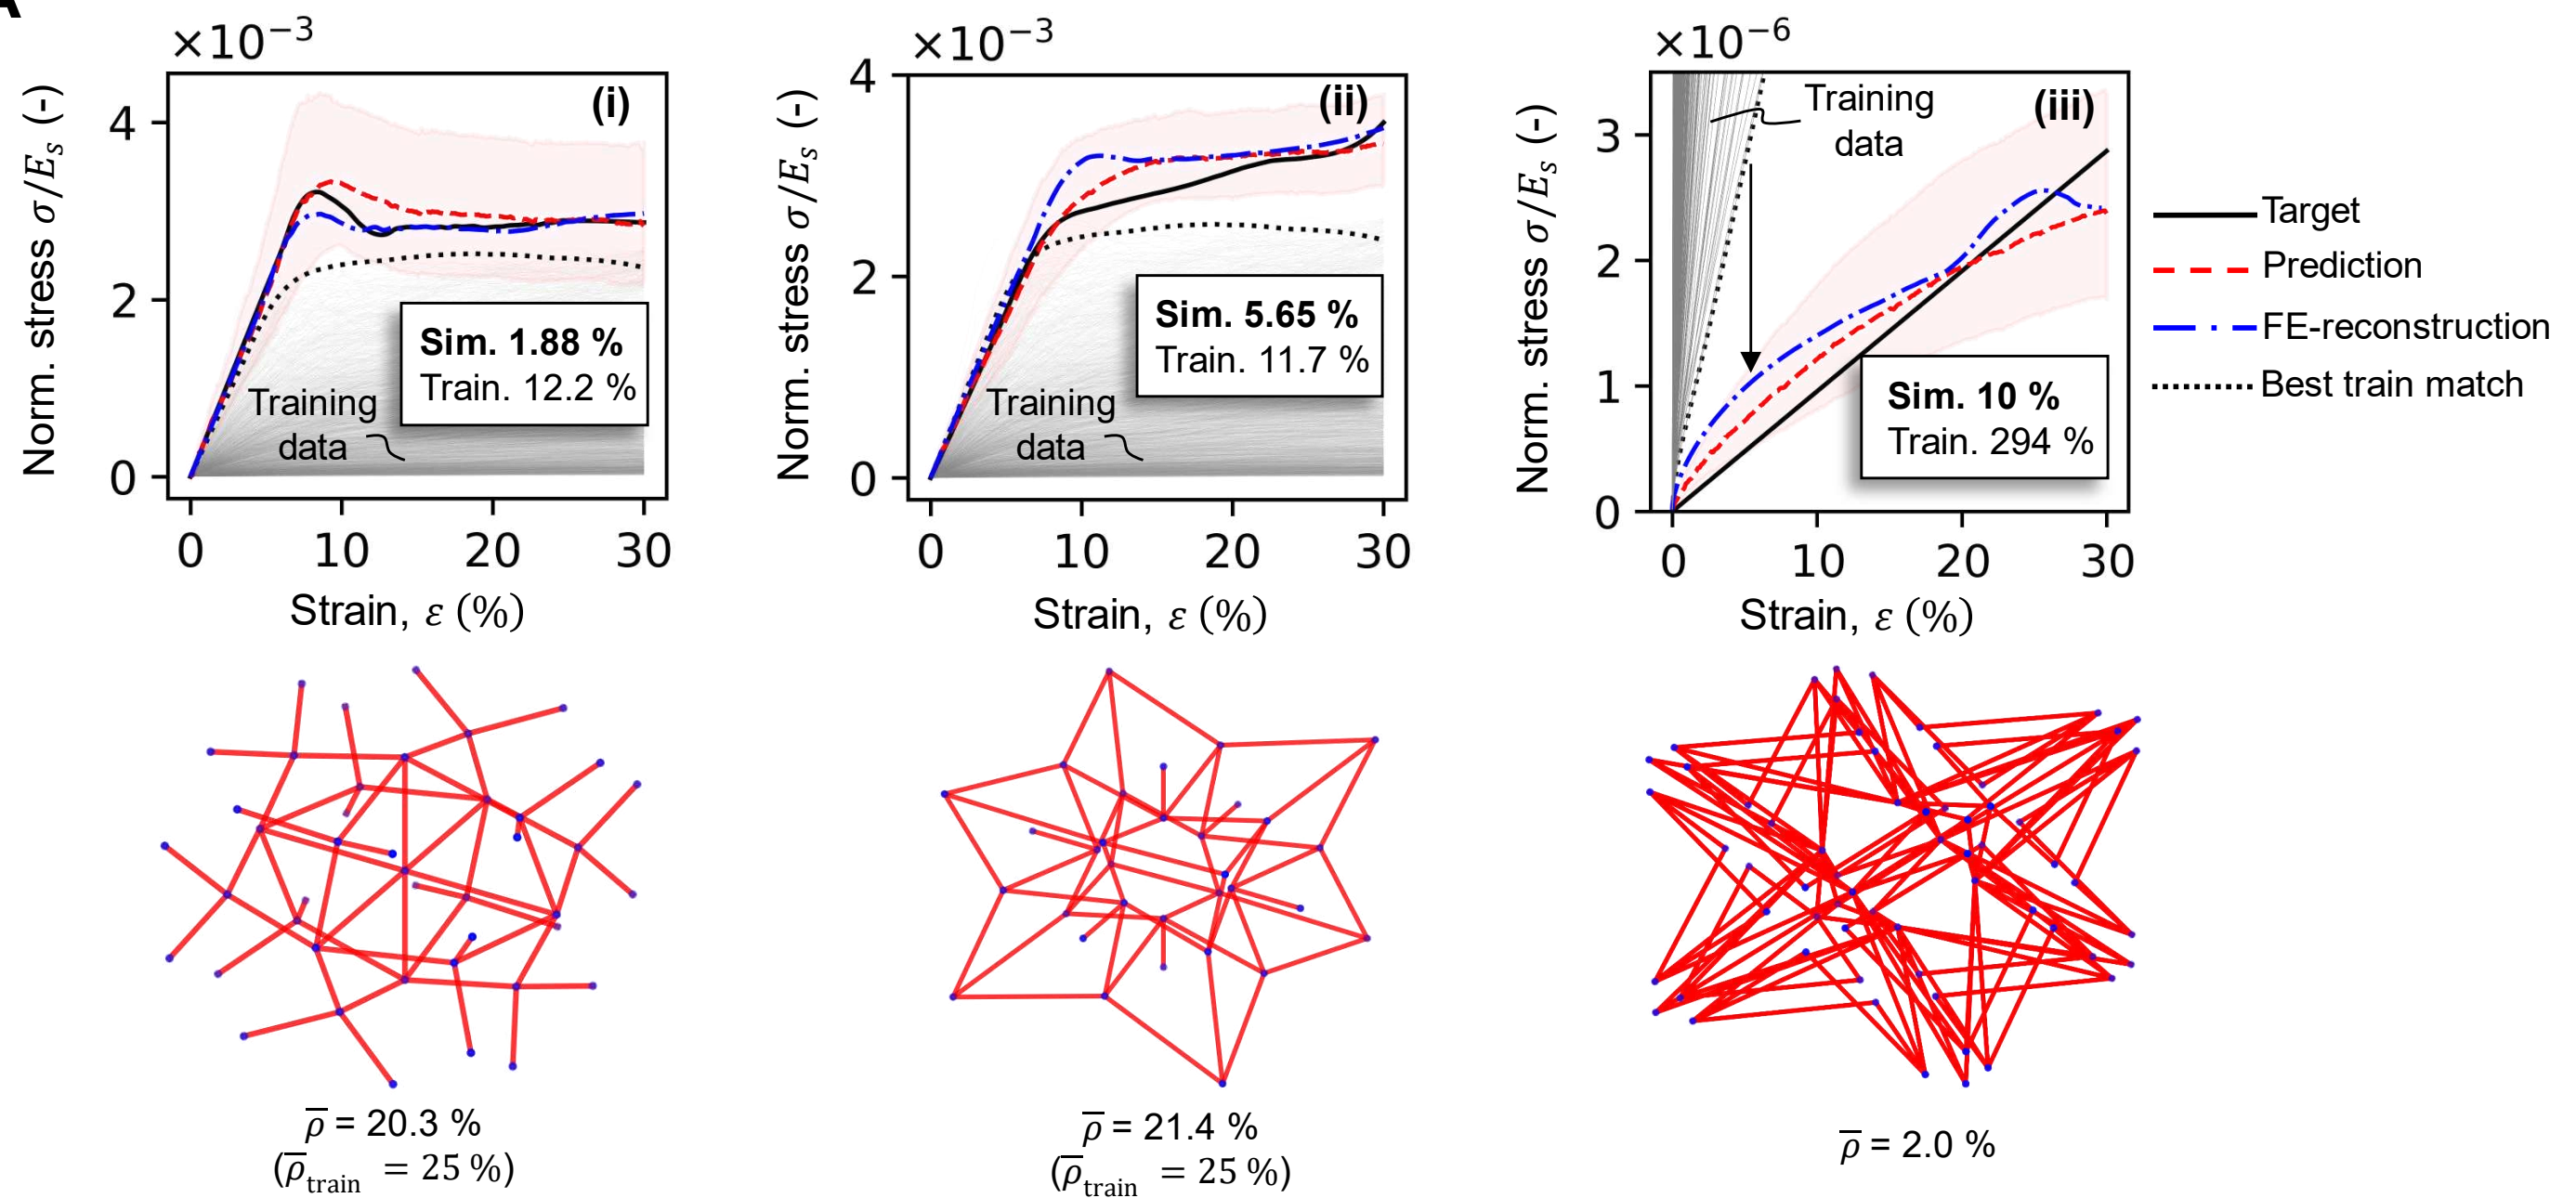 A
×10⁻³
Norm. stress σ/Eₛ (-)
4
2
0
(i)
Sim. 1.88 %
Train. 12.2 %
Training
data
0 10 20 30
Strain, ε (%)
×10⁻³
Norm. stress σ/Eₛ (-)
4
2
0
(ii)
Sim. 5.65 %
Train. 11.7 %
Training
data
0 10 20 30
Strain, ε (%)
×10⁻⁶
Norm. stress σ/Eₛ (-)
3
2
1
0
Training
data
(iii)
Sim. 10 %
Train. 294 %
0 10 20 30
Strain, ε (%)
Target
Prediction
FE-reconstruction
Best train match
ρ̅ = 20.3 %
(ρ̅train = 25 %)
ρ̅ = 21.4 %
(ρ̅train = 25 %)
ρ̅ = 2.0 %